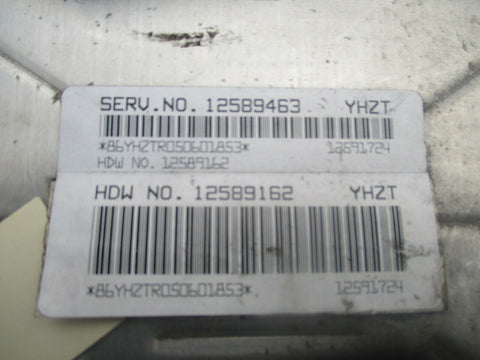 SERV.NO. 12589463 YHZT
*86YHZTR050601853* 12591724
HDW NO. 12589162
HDW NO. 12589162 YHZT
*86YHZTR050601853* 12591724